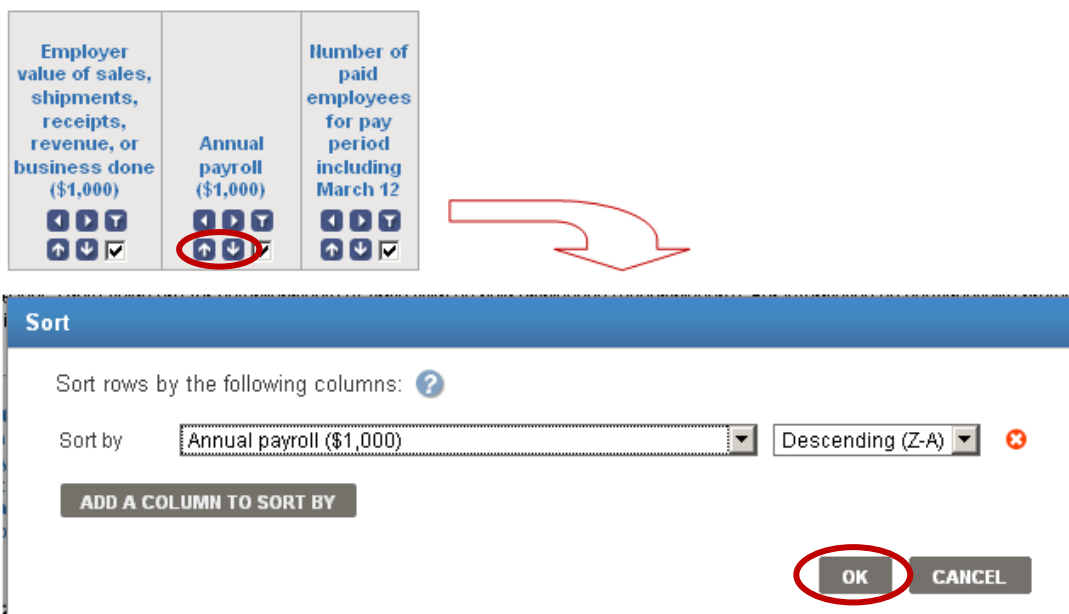 Employer
value of sales,
shipments,
receipts,
revenue, or
business done
($1,000)
Annual
payroll
($1,000)
Number of
paid
employees
for pay
period
including
March 12
Sort
Sort rows by the following columns: ?
Sort by Annual payroll ($1,000) Descending (Z-A)
ADD A COLUMN TO SORT BY
OK CANCEL